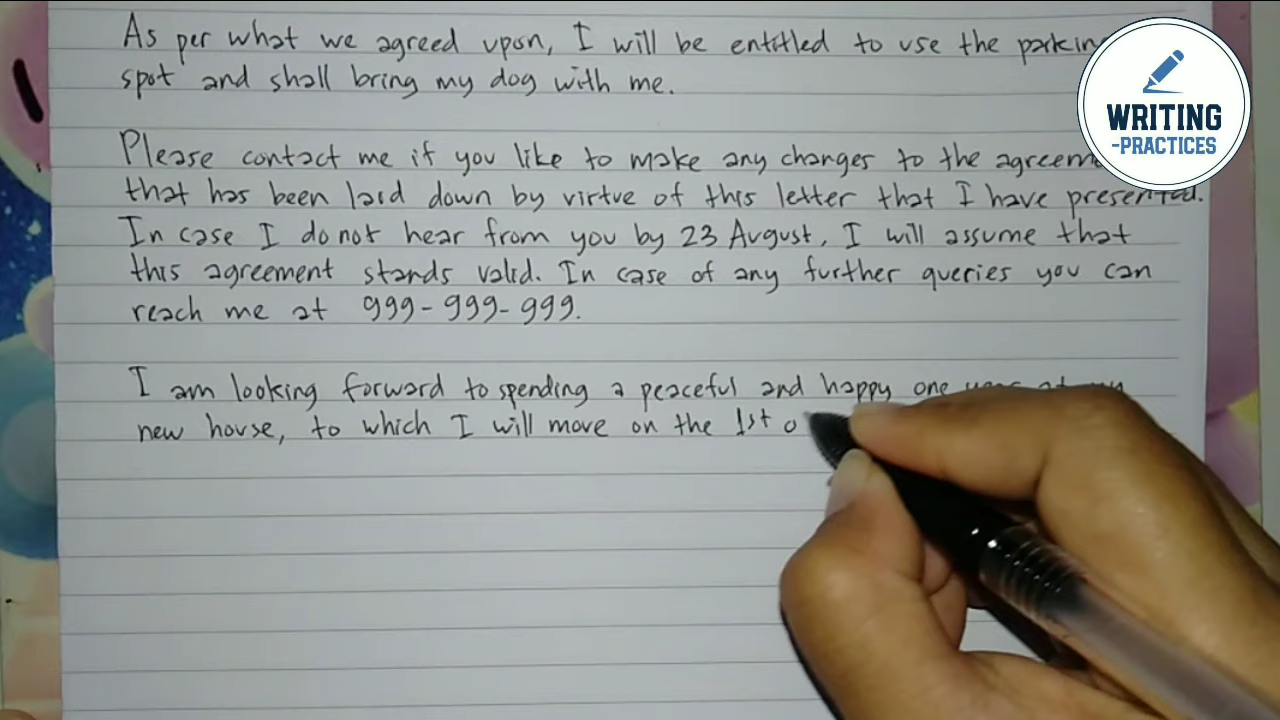 As per what we agreed upon, I will be entitled to use the parking
spot and shall bring my dog with me.
Please contact me if you like to make any changes to the agreem
that has been laid down by virtue of this letter that I have presented.
In case I do not hear from you by 23 August, I will assume that
this agreement stands valid. In case of any further queries you can
reach me at 999-999-999.
I am looking forward to spending a peaceful and happy one
new house, to which I will move on the 1st o
WRITING
-PRACTICES